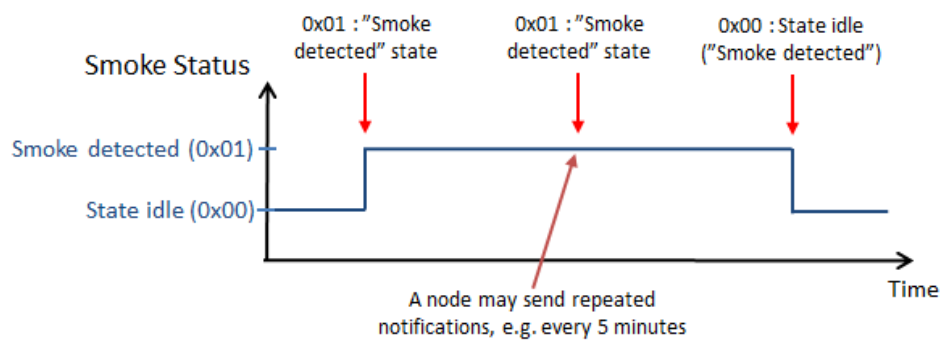 0x01 : ”Smoke
detected” state
0x01 : ”Smoke
detected” state
0x00 : State idle
(”Smoke detected”)
Smoke Status
Smoke detected (0x01)
State idle (0x00)
Time
A node may send repeated
notifications, e.g. every 5 minutes